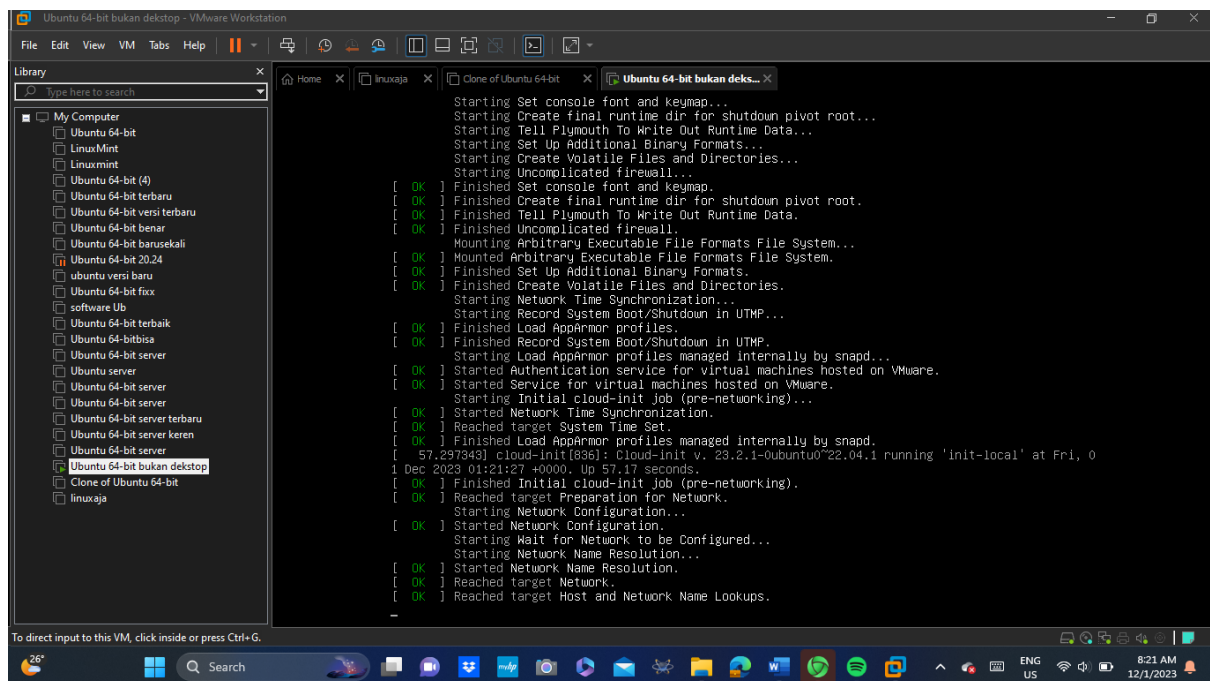 Ubuntu 64-bit bukan dekstop - VMware Workstation
File Edit View VM Tabs Help
Library
Type here to search
My Computer
Ubuntu 64-bit
LinuxMint
Linuxmint
Ubuntu 64-bit (4)
Ubuntu 64-bit terbaru
Ubuntu 64-bit versi terbaru
Ubuntu 64-bit benar
Ubuntu 64-bit barusekali
Ubuntu 64-bit 20.24
ubuntu versi baru
Ubuntu 64-bit fixx
software Ub
Ubuntu 64-bit terbaik
Ubuntu 64-bitbisa
Ubuntu 64-bit server
Ubuntu server
Ubuntu 64-bit server
Ubuntu 64-bit server
Ubuntu 64-bit server terbaru
Ubuntu 64-bit server keren
Ubuntu 64-bit server
Ubuntu 64-bit bukan dekstop
Clone of Ubuntu 64-bit
linuxaja
Home linuxaja Clone of Ubuntu 64-bit Ubuntu 64-bit bukan deks...
Starting Set console font and keymap...
Starting Create final runtime dir for shutdown pivot root...
Starting Tell Plymouth To Write Out Runtime Data...
Starting Set Up Additional Binary Formats...
Starting Create Volatile Files and Directories...
Starting Uncomplicated firewall...
[ OK ] Finished Set console font and keymap.
[ OK ] Finished Create final runtime dir for shutdown pivot root.
[ OK ] Finished Tell Plymouth To Write Out Runtime Data.
[ OK ] Finished Uncomplicated firewall.
Mounting Arbitrary Executable File Formats File System...
[ OK ] Mounted Arbitrary Executable File Formats File System.
[ OK ] Finished Set Up Additional Binary Formats.
[ OK ] Finished Create Volatile Files and Directories.
Starting Network Time Synchronization...
Starting Record System Boot/Shutdown in UTMP...
[ OK ] Finished Load AppArmor profiles.
[ OK ] Finished Record System Boot/Shutdown in UTMP.
Starting Load AppArmor profiles managed internally by snapd...
[ OK ] Started Authentication service for virtual machines hosted on VMware.
[ OK ] Started Service for virtual machines hosted on VMware.
Starting Initial cloud-init job (pre-networking)...
[ OK ] Started Network Time Synchronization.
[ OK ] Reached target System Time Set.
[ OK ] Finished Load AppArmor profiles managed internally by snapd.
[ 57.297343] cloud-init[836]: Cloud-init v. 23.2.1-0ubuntu0~22.04.1 running 'init-local' at Fri, 0
1 Dec 2023 01:21:27 +0000. Up 57.17 seconds.
[ OK ] Finished Initial cloud-init job (pre-networking).
[ OK ] Reached target Preparation for Network.
Starting Network Configuration...
[ OK ] Started Network Configuration.
Starting Wait for Network to be Configured...
Starting Network Name Resolution...
[ OK ] Started Network Name Resolution.
[ OK ] Reached target Network.
[ OK ] Reached target Host and Network Name Lookups.
To direct input to this VM, click inside or press Ctrl+G.
26°
Search
myhp
ENG
US
8:21 AM
12/1/2023